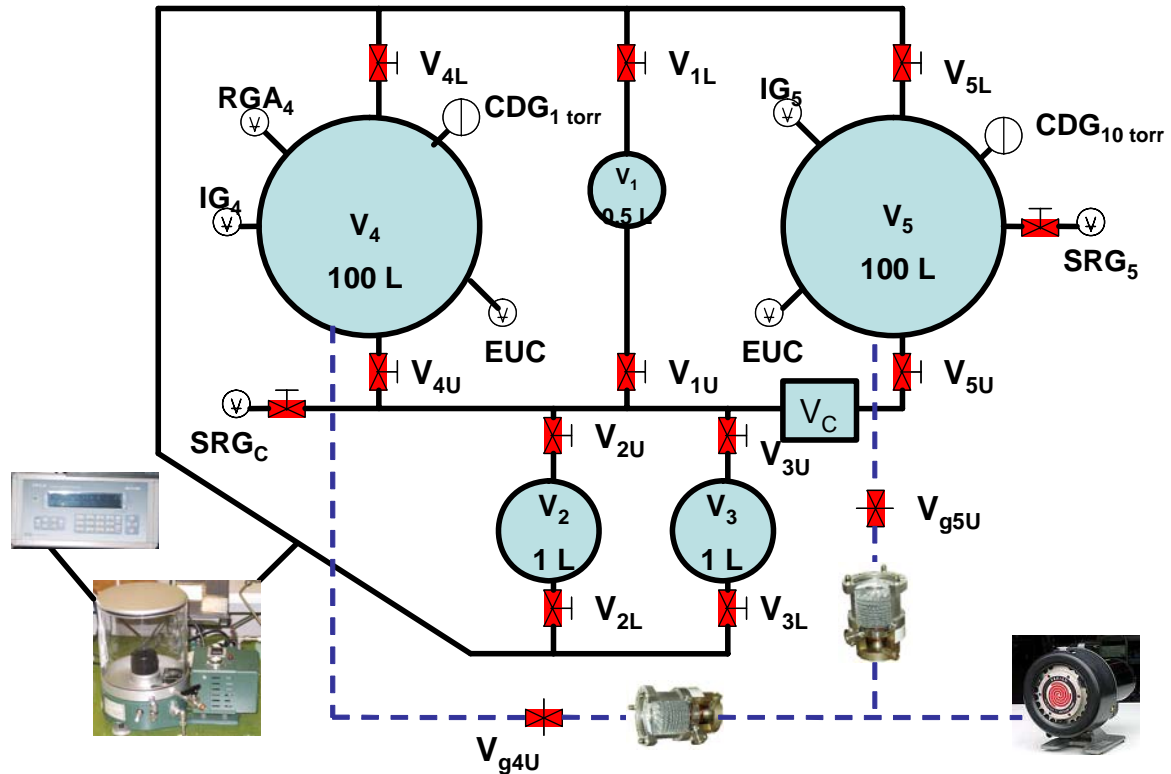 V4L
V1L
V5L
RGA4
CDG1 torr
IG5
CDG10 torr
IG4
V4
100 L
V1
0.5 L
V5
100 L
SRG5
EUC
EUC
V4U
V1U
V5U
SRGC
VC
V2U
V3U
V2
1 L
V3
1 L
Vg5U
V2L
V3L
Vg4U